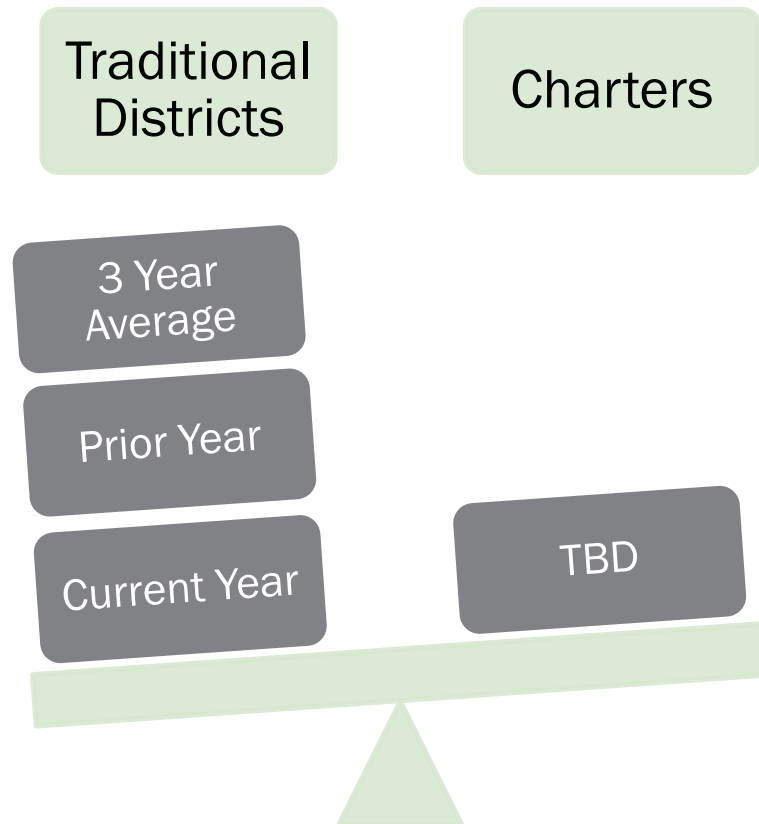 Traditional
Districts
Charters
3 Year
Average
Prior Year
Current Year
TBD